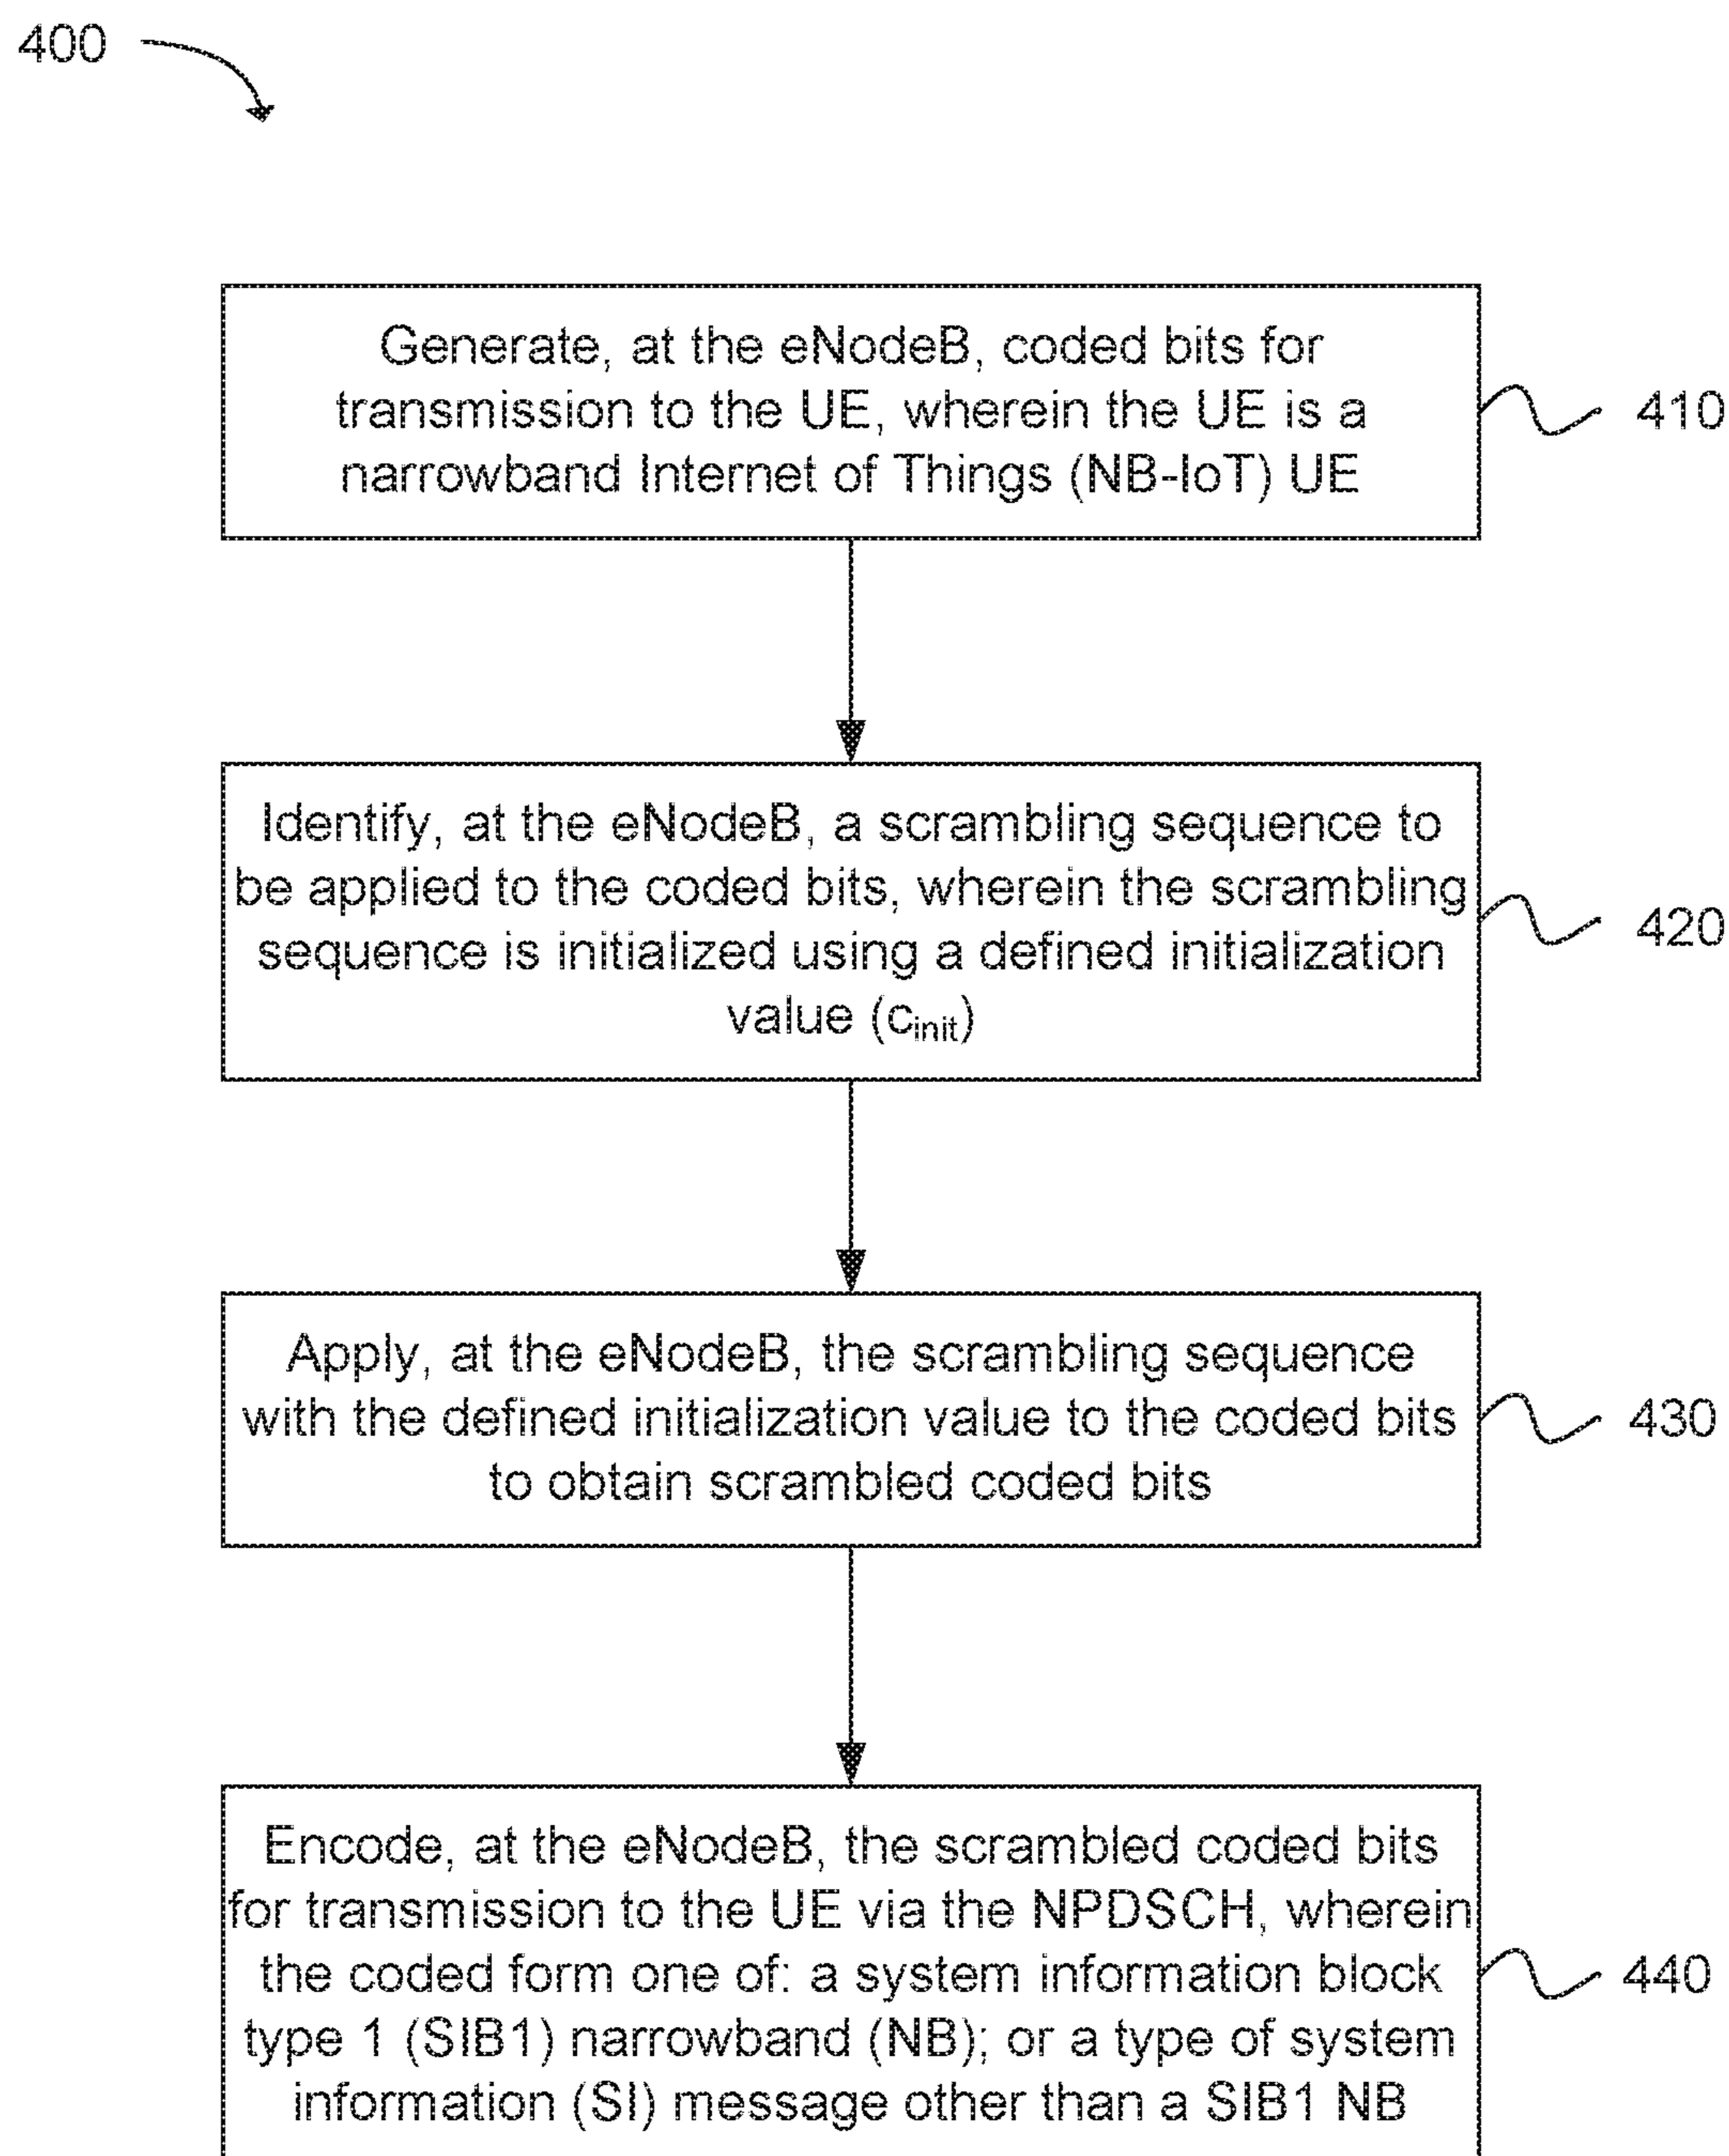 400
Generate, at the eNodeB, coded bits for
transmission to the UE, wherein the UE is a
narrowband Internet of Things (NB-IoT) UE
410
Identify, at the eNodeB, a scrambling sequence to
be applied to the coded bits, wherein the scrambling
sequence is initialized using a defined initialization
value (cinit)
420
Apply, at the eNodeB, the scrambling sequence
with the defined initialization value to the coded bits
to obtain scrambled coded bits
430
Encode, at the eNodeB, the scrambled coded bits
for transmission to the UE via the NPDSCH, wherein
the coded form one of: a system information block
type 1 (SIB1) narrowband (NB); or a type of system
information (SI) message other than a SIB1 NB
440